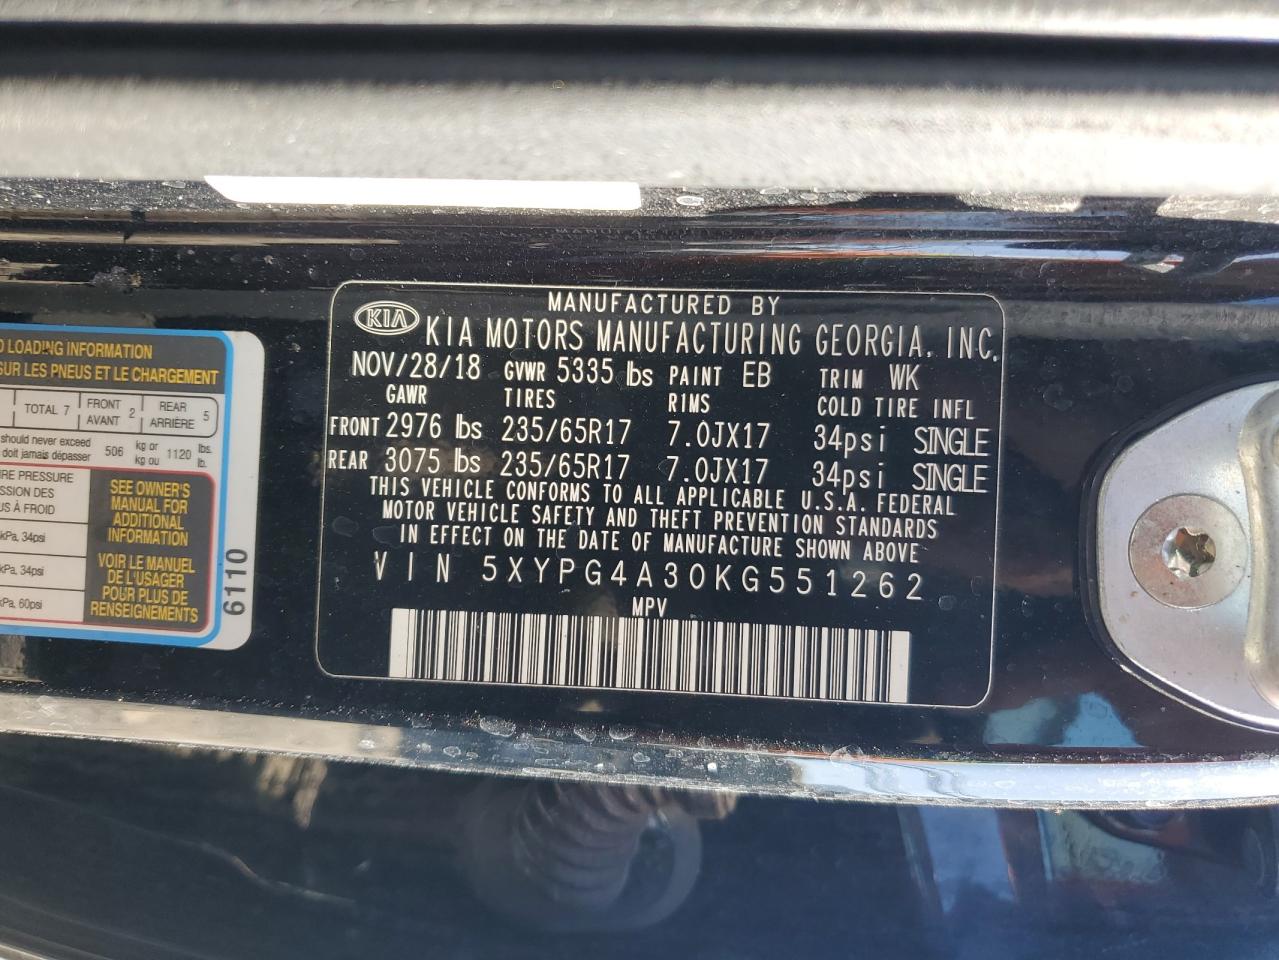 MANUFACTURED BY
KIA KIA MOTORS MANUFACTURING GEORGIA, INC.
NOV/28/18 GVWR 5335 lbs PAINT EB TRIM WK
GAWR TIRES RIMS COLD TIRE INFL
FRONT 2976 lbs 235/65R17 7.0JX17 34psi SINGLE
REAR 3075 lbs 235/65R17 7.0JX17 34psi SINGLE
THIS VEHICLE CONFORMS TO ALL APPLICABLE U.S.A. FEDERAL
MOTOR VEHICLE SAFETY AND THEFT PREVENTION STANDARDS
IN EFFECT ON THE DATE OF MANUFACTURE SHOWN ABOVE
VIN 5XYPG4A30KG551262
MPV
LOADING INFORMATION
SUR LES PNEUS ET LE CHARGEMENT
TOTAL 7 FRONT AVANT 2 REAR ARRIÈRE 5
should never exceed 506 kg or 1120 lbs.
doit jamais dépasser kg ou lb.
PRESSURE
DES
À FROID
kPa, 34psi
kPa, 34psi
kPa, 60psi
SEE OWNER'S
MANUAL FOR
ADDITIONAL
INFORMATION
VOIR LE MANUEL
DE L'USAGER
POUR PLUS DE
RENSEIGNEMENTS
6110